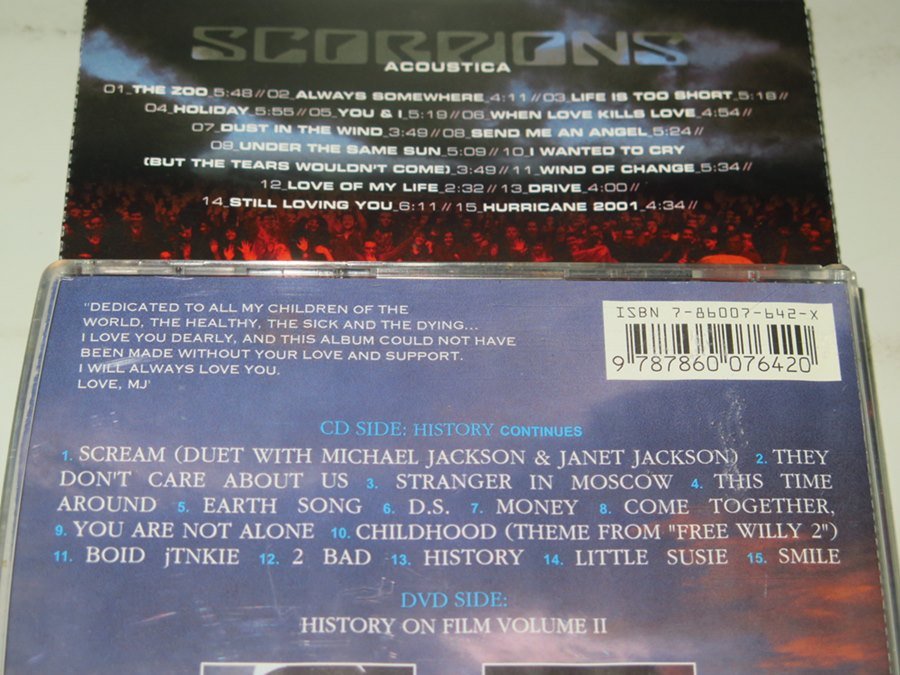 SCORPIONS
ACOUSTICA
01_THE ZOO_5:48//02_ALWAYS SOMEWHERE_4:11//03_LIFE IS TOO SHORT_5:18//
04_HOLIDAY_5:55//05_YOU & I_5:19//06_WHEN LOVE KILLS LOVE_4:54//
07_DUST IN THE WIND_3:49//08_SEND ME AN ANGEL_5:24//
09_UNDER THE SAME SUN_5:09//10_I WANTED TO CRY
(BUT THE TEARS WOULDN'T COME)_3:49//11_WIND OF CHANGE_5:34//
12_LOVE OF MY LIFE_2:32//13_DRIVE_4:00//
14_STILL LOVING YOU_6:11//15_HURRICANE 2001_4:34//
"DEDICATED TO ALL MY CHILDREN OF THE
WORLD, THE HEALTHY, THE SICK AND THE DYING...
I LOVE YOU DEARLY, AND THIS ALBUM COULD NOT HAVE
BEEN MADE WITHOUT YOUR LOVE AND SUPPORT.
I WILL ALWAYS LOVE YOU.
LOVE, MJ'
ISBN 7-86007-642-X
9 787860 076420
CD SIDE: HISTORY CONTINUES
1. SCREAM (DUET WITH MICHAEL JACKSON & JANET JACKSON) 2. THEY
DON'T CARE ABOUT US 3. STRANGER IN MOSCOW 4. THIS TIME
AROUND 5. EARTH SONG 6. D.S. 7. MONEY 8. COME TOGETHER,
9. YOU ARE NOT ALONE 10. CHILDHOOD (THEME FROM "FREE WILLY 2")
11. BOID jTNKIE 12. 2 BAD 13. HISTORY 14. LITTLE SUSIE 15. SMILE
DVD SIDE:
HISTORY ON FILM VOLUME II